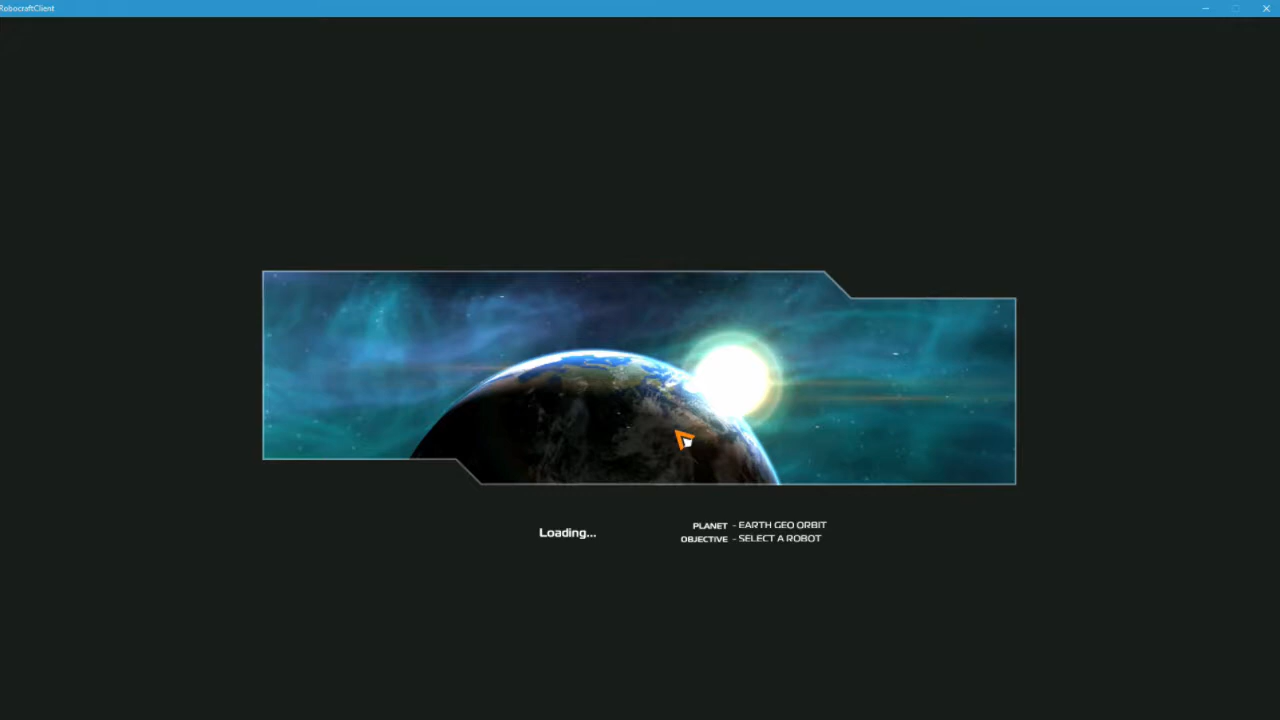 RobocraftClient
Loading...
PLANET - EARTH GEO ORBIT
OBJECTIVE - SELECT A ROBOT